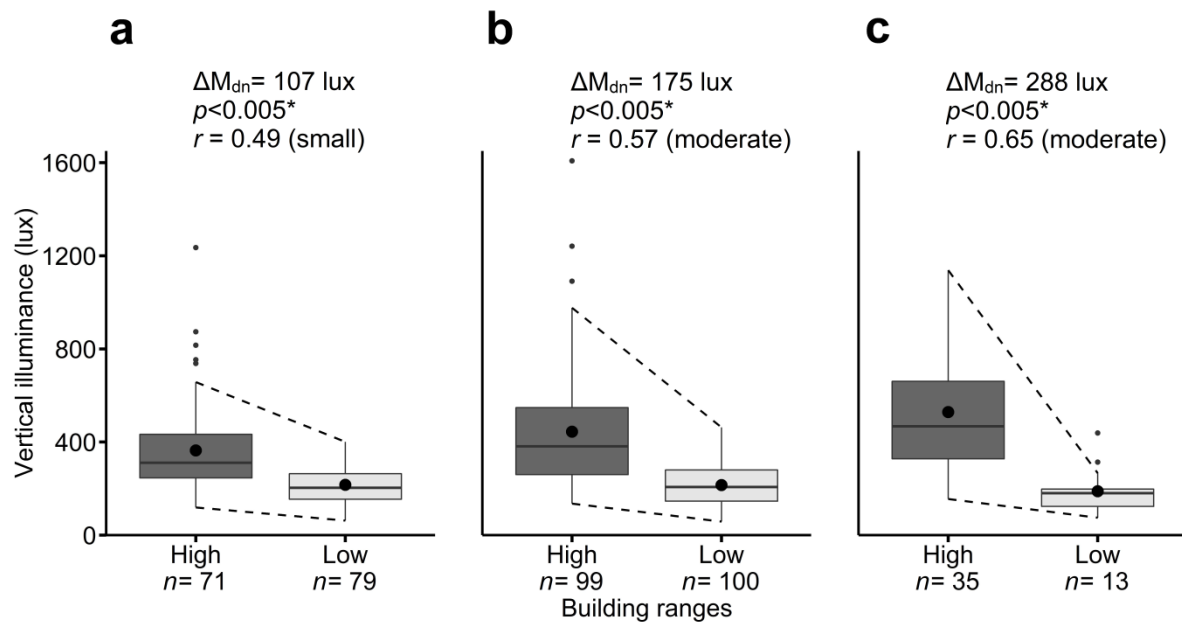 a
ΔMdn= 107 lux
p<0.005*
r = 0.49 (small)
b
ΔMdn= 175 lux
p<0.005*
r = 0.57 (moderate)
c
ΔMdn= 288 lux
p<0.005*
r = 0.65 (moderate)
Vertical illuminance (lux)
1600
1200
800
400
0
High Low
n= 71 n= 79
High Low
n= 99 n= 100
High Low
n= 35 n= 13
Building ranges